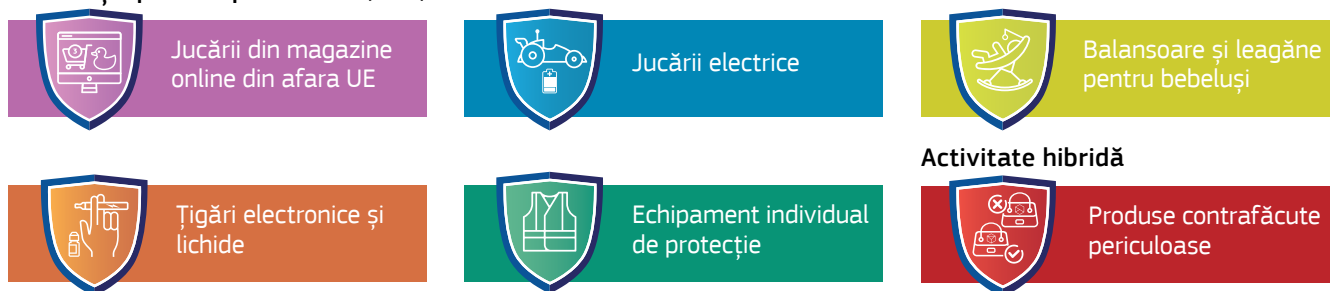 Jucării din magazine
online din afara UE
Jucării electrice
Balansoare și leagăne
pentru bebeluși
Activitate hibridă
Țigări electronice și
lichide
Echipament individual
de protecție
Produse contrafăcute
periculoase